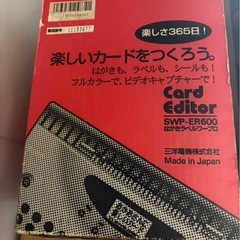 楽しさ365日!
11153677
楽しいカードをつくろう。
はがきも、ラベルも、シールも!
フルカラーで、ビデオキャプチャーで!
Card
Editor
SWP-ER600
はがきラベルワープロ
三洋電機株式会社
Made in Japan